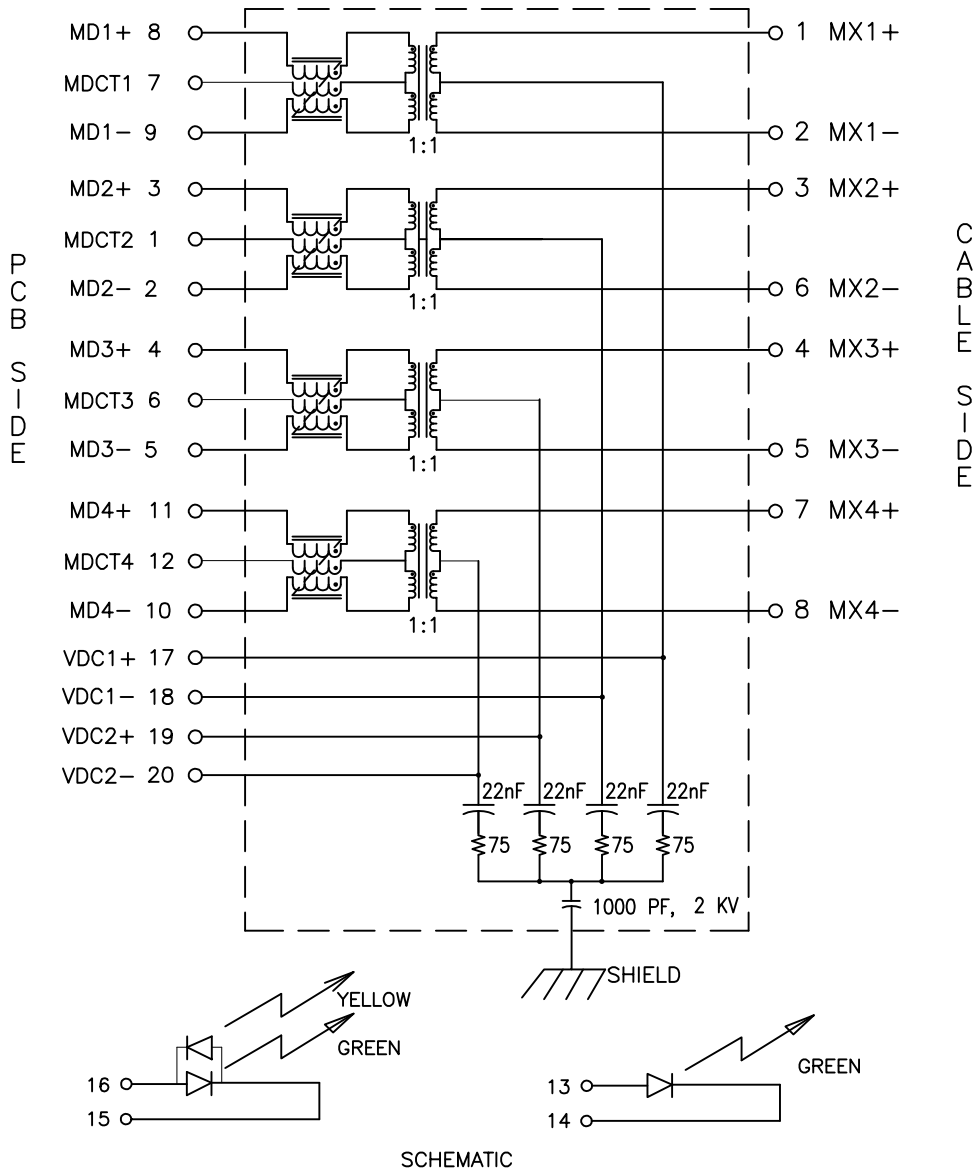 MD1+ 8
1 MX1+
MDCT1 7
MD1- 9
2 MX1-
1:1
MD2+ 3
3 MX2+
MDCT2 1
MD2- 2
6 MX2-
1:1
MD3+ 4
4 MX3+
MDCT3 6
MD3- 5
5 MX3-
1:1
MD4+ 11
7 MX4+
MDCT4 12
MD4- 10
8 MX4-
1:1
PCB SIDE
CABLE SIDE
VDC1+ 17
VDC1- 18
VDC2+ 19
VDC2- 20
22nF 22nF 22nF 22nF
75 75 75 75
1000 PF, 2 KV
SHIELD
YELLOW
GREEN
16
15
GREEN
13
14
SCHEMATIC